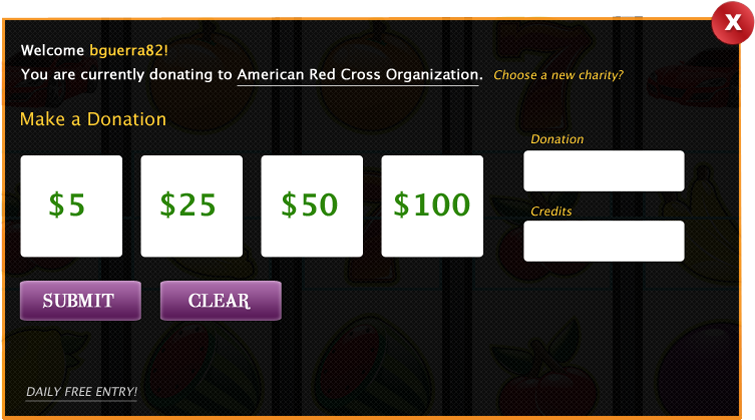 X
Welcome bguerra82!
You are currently donating to American Red Cross Organization. Choose a new charity?
Make a Donation
Donation
$5 $25 $50 $100
Credits
SUBMIT CLEAR
DAILY FREE ENTRY!